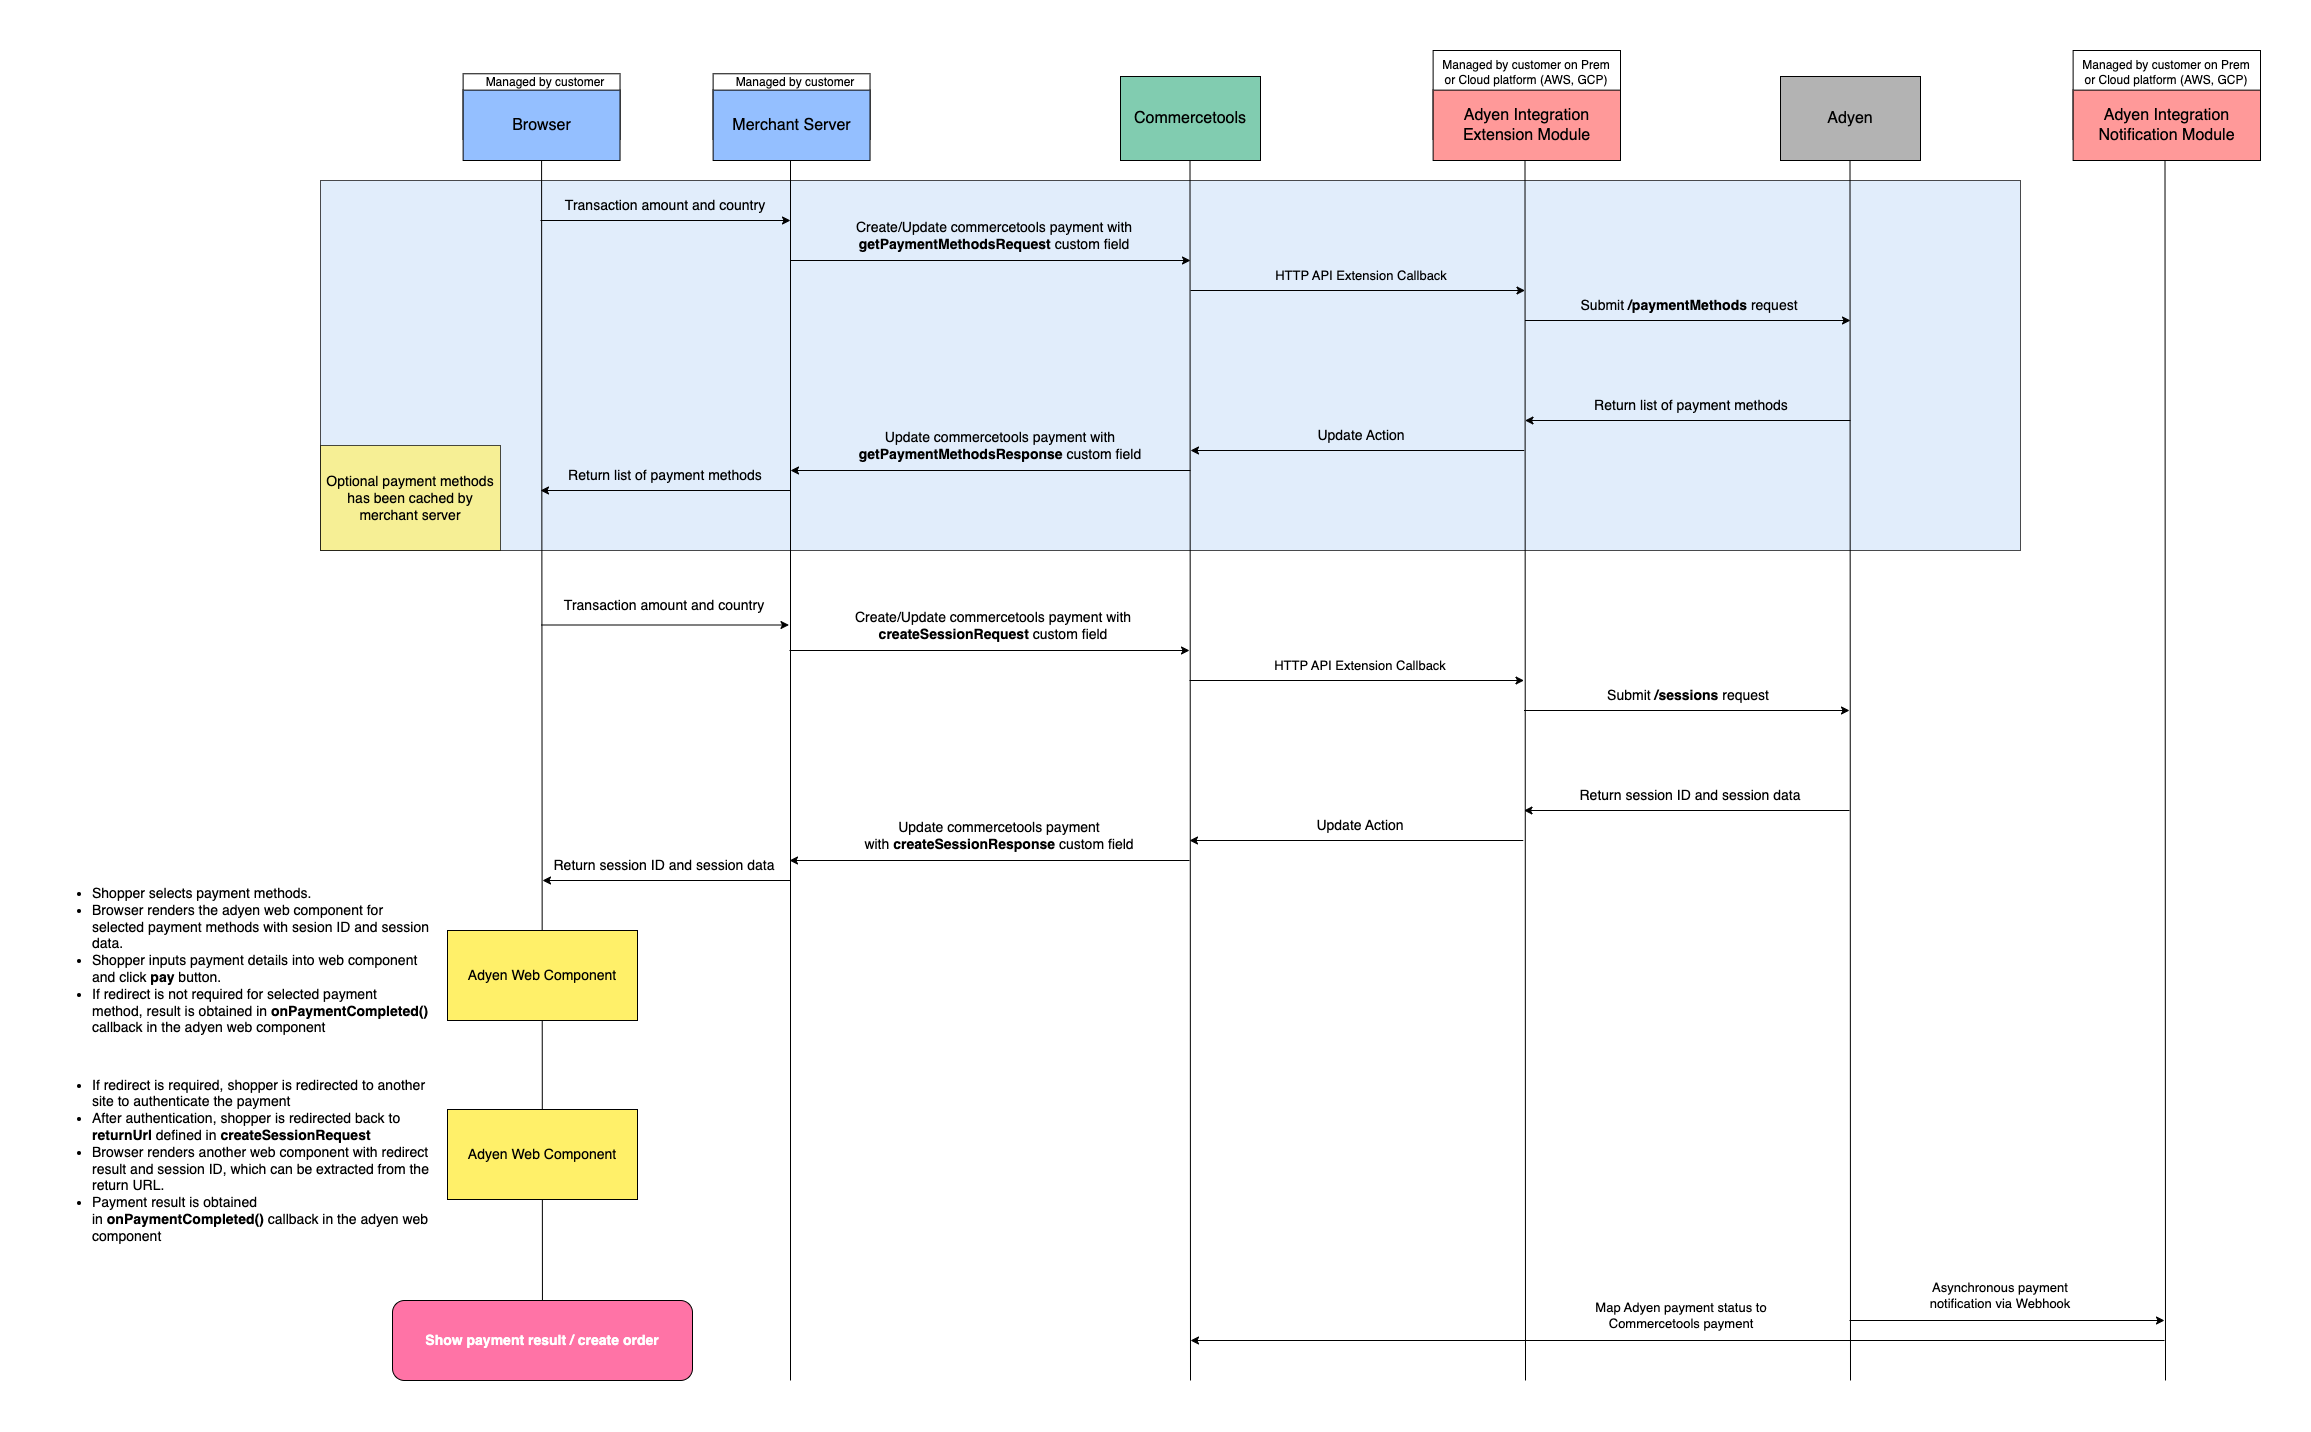 Managed by customer
Browser
Managed by customer
Merchant Server
Commercetools
Managed by customer on Prem
or Cloud platform (AWS, GCP)
Adyen Integration
Extension Module
Adyen
Managed by customer on Prem
or Cloud platform (AWS, GCP)
Adyen Integration
Notification Module
Transaction amount and country
Create/Update commercetools payment with
getPaymentMethodsRequest custom field
HTTP API Extension Callback
Submit /paymentMethods request
Return list of payment methods
Update Action
Update commercetools payment with
getPaymentMethodsResponse custom field
Return list of payment methods
Optional payment methods
has been cached by
merchant server
Transaction amount and country
Create/Update commercetools payment with
createSessionRequest custom field
HTTP API Extension Callback
Submit /sessions request
Return session ID and session data
Update Action
Update commercetools payment
with createSessionResponse custom field
Return session ID and session data
• Shopper selects payment methods.
• Browser renders the adyen web component for
selected payment methods with sesion ID and session
data.
• Shopper inputs payment details into web component
and click pay button.
• If redirect is not required for selected payment
method, result is obtained in onPaymentCompleted()
callback in the adyen web component
Adyen Web Component
• If redirect is required, shopper is redirected to another
site to authenticate the payment
• After authentication, shopper is redirected back to
returnUrl defined in createSessionRequest
• Browser renders another web component with redirect
result and session ID, which can be extracted from the
return URL.
• Payment result is obtained
in onPaymentCompleted() callback in the adyen web
component
Adyen Web Component
Asynchronous payment
notification via Webhook
Map Adyen payment status to
Commercetools payment
Show payment result / create order